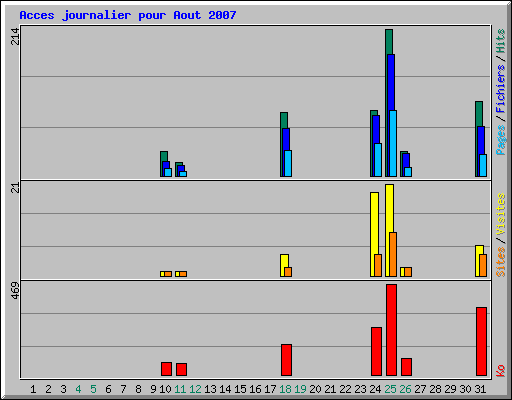 Acces journalier pour Aout 2007
214
Pages/Fichiers/Hits
21
Sites/Visites
469
Ko
1 2 3 4 5 6 7 8 9 10 11 12 13 14 15 16 17 18 19 20 21 22 23 24 25 26 27 28 29 30 31